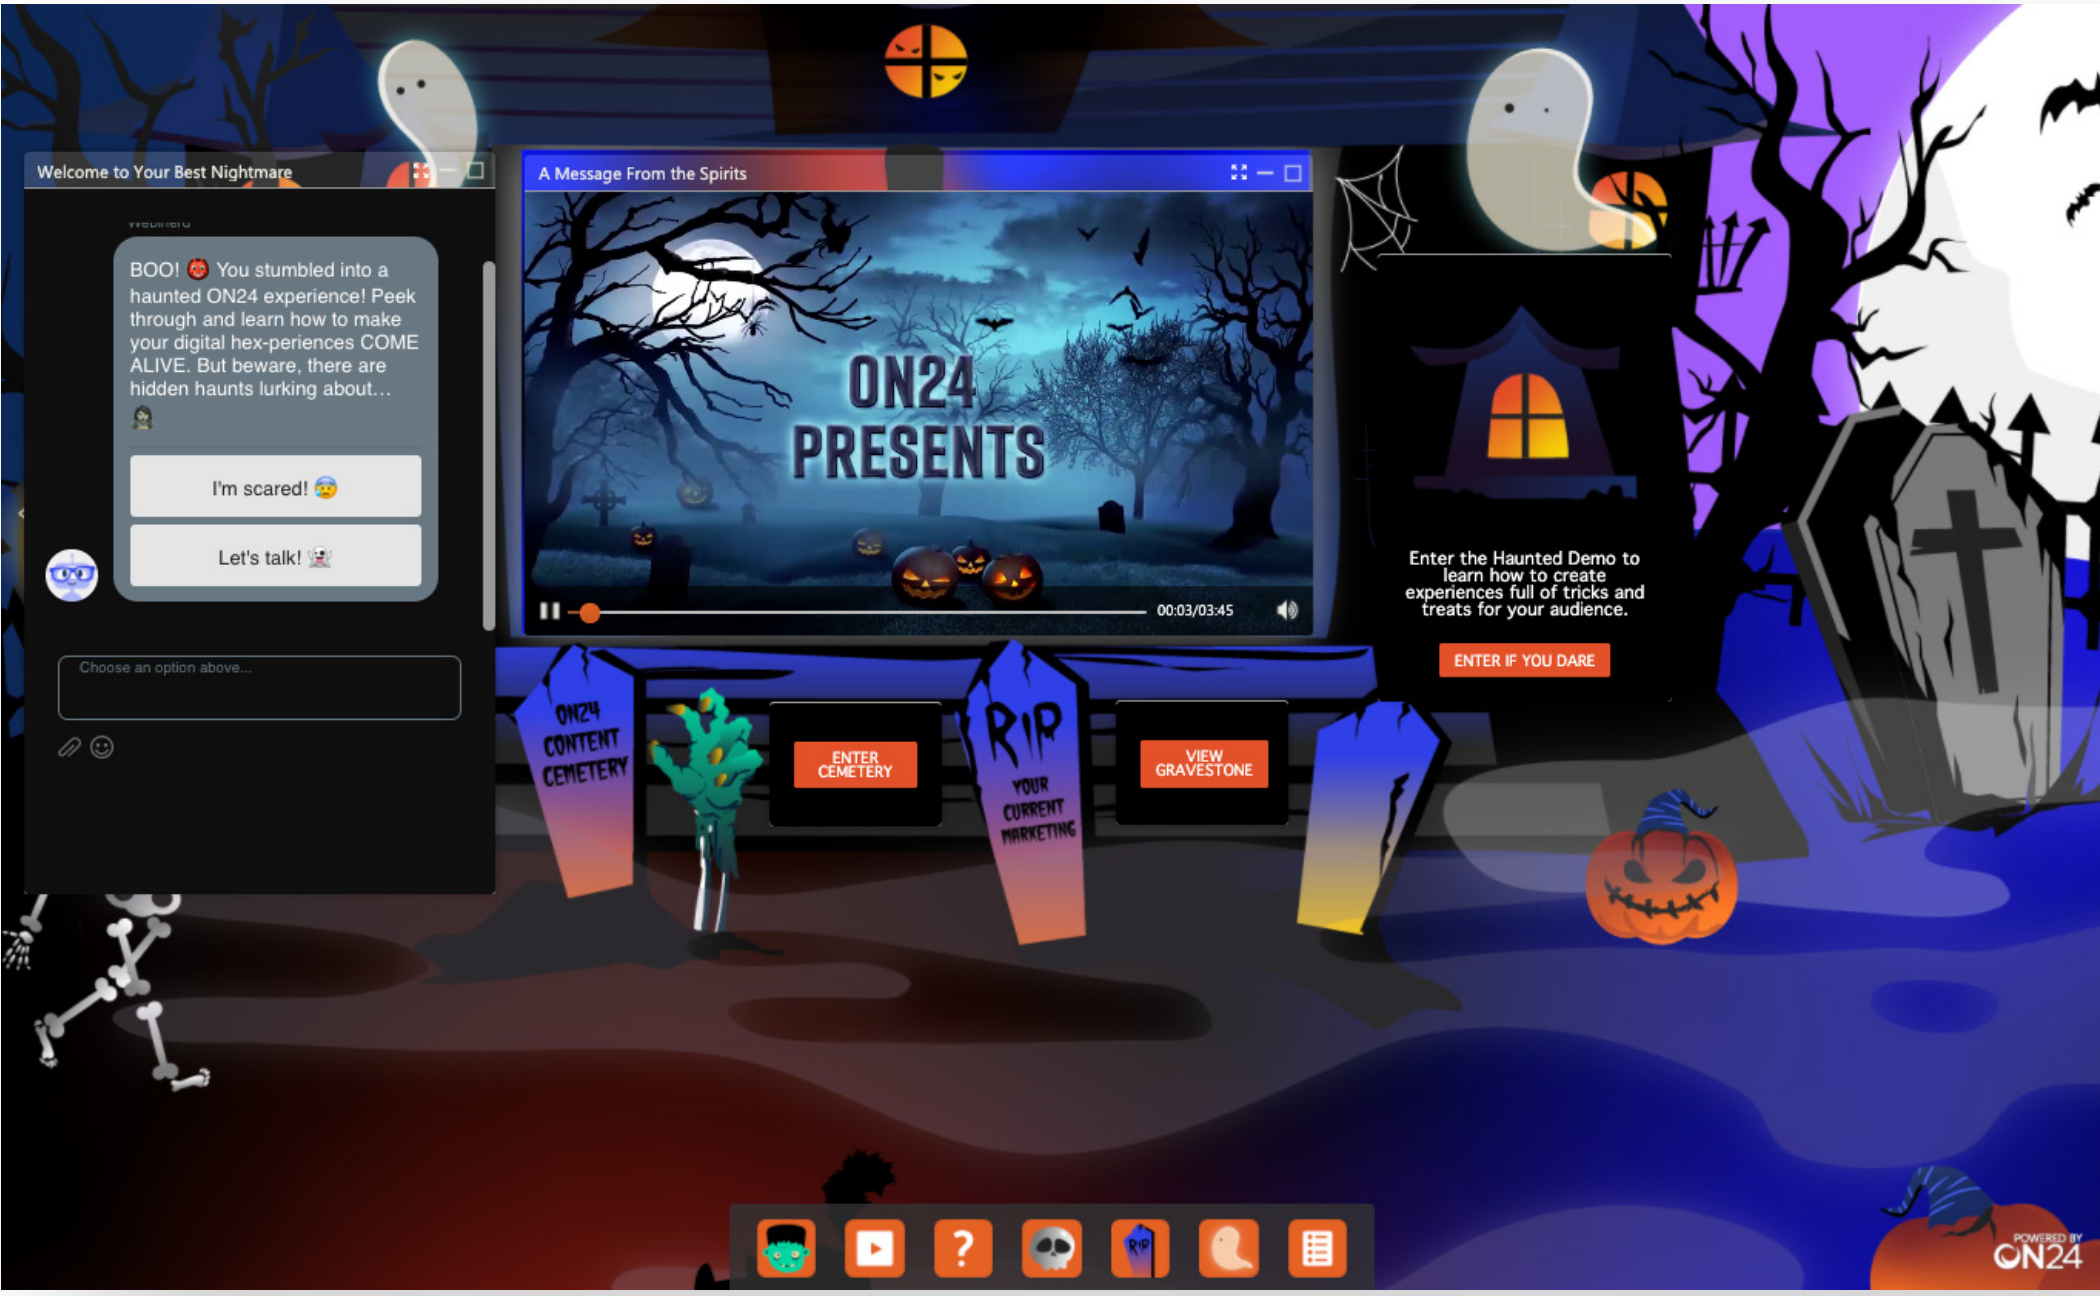 Welcome to Your Best Nightmare
Webinerd
BOO! 👹 You stumbled into a
haunted ON24 experience! Peek
through and learn how to make
your digital hex-periences COME
ALIVE. But beware, there are
hidden haunts lurking about...
I'm scared! 😰
Let's talk! 👻
Choose an option above...
A Message From the Spirits
ON24
PRESENTS
00:03/03:45
Enter the Haunted Demo to
learn how to create
experiences full of tricks and
treats for your audience.
ENTER IF YOU DARE
ON24
CONTENT
CEMETERY
ENTER
CEMETERY
RIP
YOUR
CURRENT
MARKETING
VIEW
GRAVESTONE
?
RIP
POWERED BY
ON24